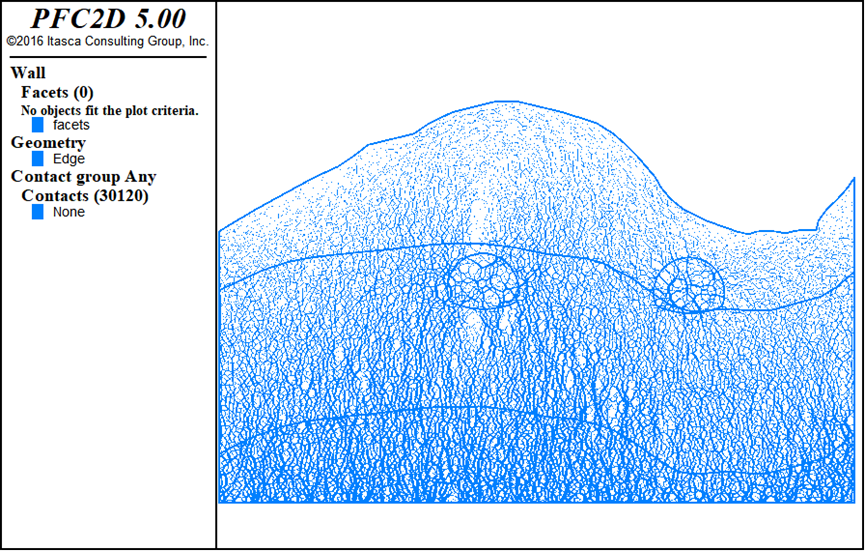 PFC2D 5.00
©2016 Itasca Consulting Group, Inc.
Wall
Facets (0)
No objects fit the plot criteria.
facets
Geometry
Edge
Contact group Any
Contacts (30120)
None